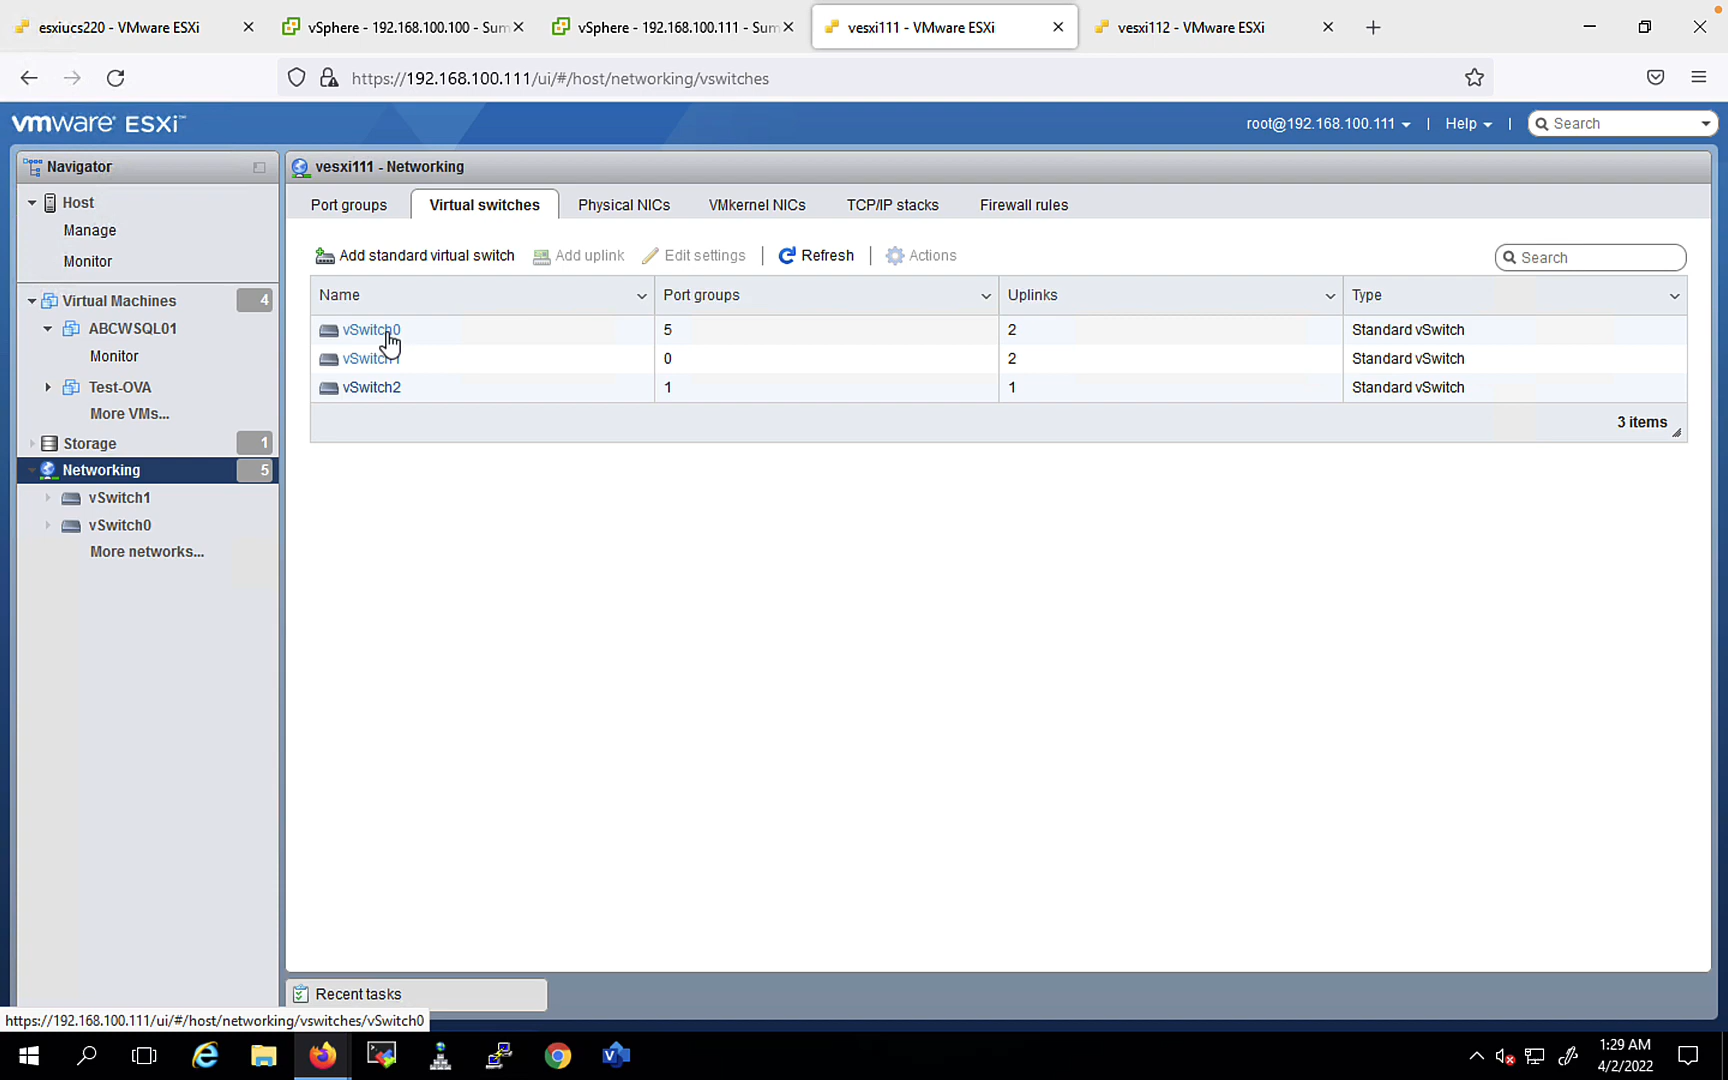 esxiucs220 - VMware ESXi
vSphere - 192.168.100.100 - Sum
vSphere - 192.168.100.111 - Sum
vesxi111 - VMware ESXi
vesxi112 - VMware ESXi
https://192.168.100.111/ui/#/host/networking/vswitches
vmware ESXi™
root@192.168.100.111 | Help | Search
Navigator
Host
Manage
Monitor
Virtual Machines 4
ABCWSQL01
Monitor
Test-OVA
More VMs...
Storage 1
Networking 5
vSwitch1
vSwitch0
More networks...
vesxi111 - Networking
Port groups Virtual switches Physical NICs VMkernel NICs TCP/IP stacks Firewall rules
Add standard virtual switch Add uplink Edit settings | Refresh | Actions Search
Name Port groups Uplinks Type
vSwitch0 5 2 Standard vSwitch
vSwitch1 0 2 Standard vSwitch
vSwitch2 1 1 Standard vSwitch
3 items
Recent tasks
https://192.168.100.111/ui/#/host/networking/vswitches/vSwitch0
1:29 AM
4/2/2022